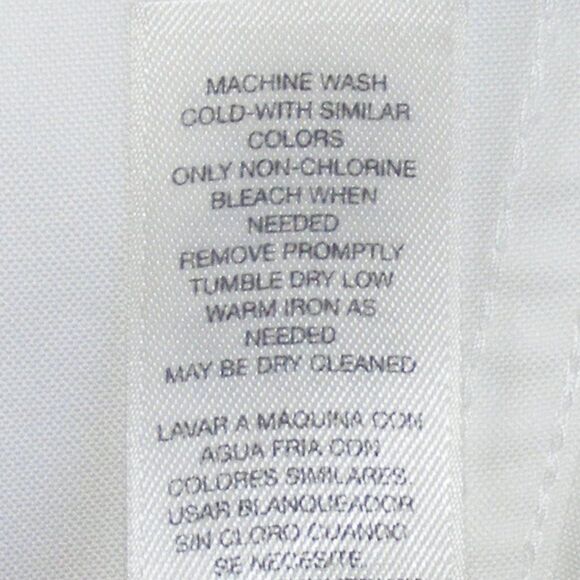 MACHINE WASH
COLD-WITH SIMILAR
COLORS
ONLY NON-CHLORINE
BLEACH WHEN
NEEDED
REMOVE PROMPTLY
TUMBLE DRY LOW
WARM IRON AS
NEEDED
MAY BE DRY CLEANED
LAVAR A MAQUINA CON
AGUA FRIA CON
COLORES SIMILARES.
USAR BLANQUEADOR
SIN CLORO CUANDO
SE NECESITE.